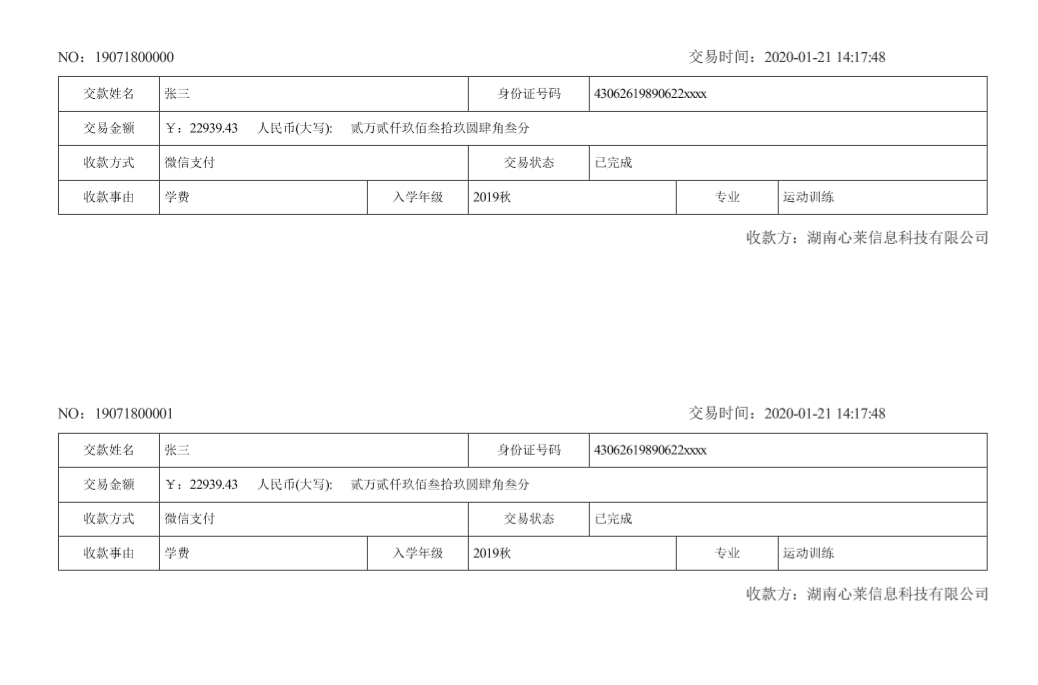 NO：19071800000 交易时间：2020-01-21 14:17:48
交款姓名 张三 身份证号码 43062619890622xxxx
交易金额 ￥：22939.43 人民币(大写): 贰万贰仟玖佰叁拾玖圆肆角叁分
收款方式 微信支付 交易状态 已完成
收款事由 学费 入学年级 2019秋 专业 运动训练
收款方：湖南心莱信息科技有限公司
NO：19071800001 交易时间：2020-01-21 14:17:48
交款姓名 张三 身份证号码 43062619890622xxxx
交易金额 ￥：22939.43 人民币(大写): 贰万贰仟玖佰叁拾玖圆肆角叁分
收款方式 微信支付 交易状态 已完成
收款事由 学费 入学年级 2019秋 专业 运动训练
收款方：湖南心莱信息科技有限公司